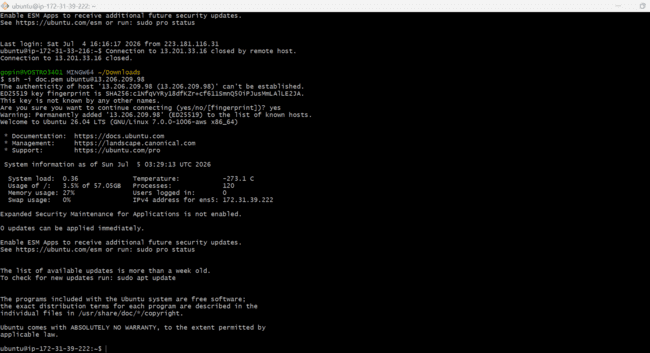 ubuntu@ip-172-31-39-222: ~
Enable ESM Apps to receive additional future security updates.
See https://ubuntu.com/esm or run: sudo pro status
Last login: Sat Jul  4 16:16:17 2026 from 223.181.116.31
ubuntu@ip-172-31-33-216:~$ Connection to 13.201.33.16 closed by remote host.
Connection to 13.201.33.16 closed.
MINGW64 ~/Downloads
$ ssh -i doc.pem ubuntu@13.206.209.98
The authenticity of host '13.206.209.98 (13.206.209.98)' can't be established.
ED25519 key fingerprint is
This key is not known by any other names.
Are you sure you want to continue connecting (yes/no/[fingerprint])? yes
Warning: Permanently added '13.206.209.98' (ED25519) to the list of known hosts.
Welcome to Ubuntu 26.04 LTS (GNU/Linux 7.0.0-1006-aws x86_64)
* Documentation:  https://docs.ubuntu.com
* Management:     https://landscape.canonical.com
* Support:        https://ubuntu.com/pro
System information as of Sun Jul  5 03:29:13 UTC 2026
System load:  0.36    Temperature:    -273.1 C
Usage of /:   3.5% of 57.05GB    Processes:    120
Memory usage: 27%    Users logged in:    0
Swap usage:   0%    IPv4 address for ens5: 172.31.39.222
Expanded Security Maintenance for Applications is not enabled.
0 updates can be applied immediately.
Enable ESM Apps to receive additional future security updates.
See https://ubuntu.com/esm or run: sudo pro status
The list of available updates is more than a week old.
To check for new updates run: sudo apt update
The programs included with the Ubuntu system are free software;
the exact distribution terms for each program are described in the
individual files in /usr/share/doc/*/copyright.
Ubuntu comes with ABSOLUTELY NO WARRANTY, to the extent permitted by
applicable law.
ubuntu@ip-172-31-39-222:~$